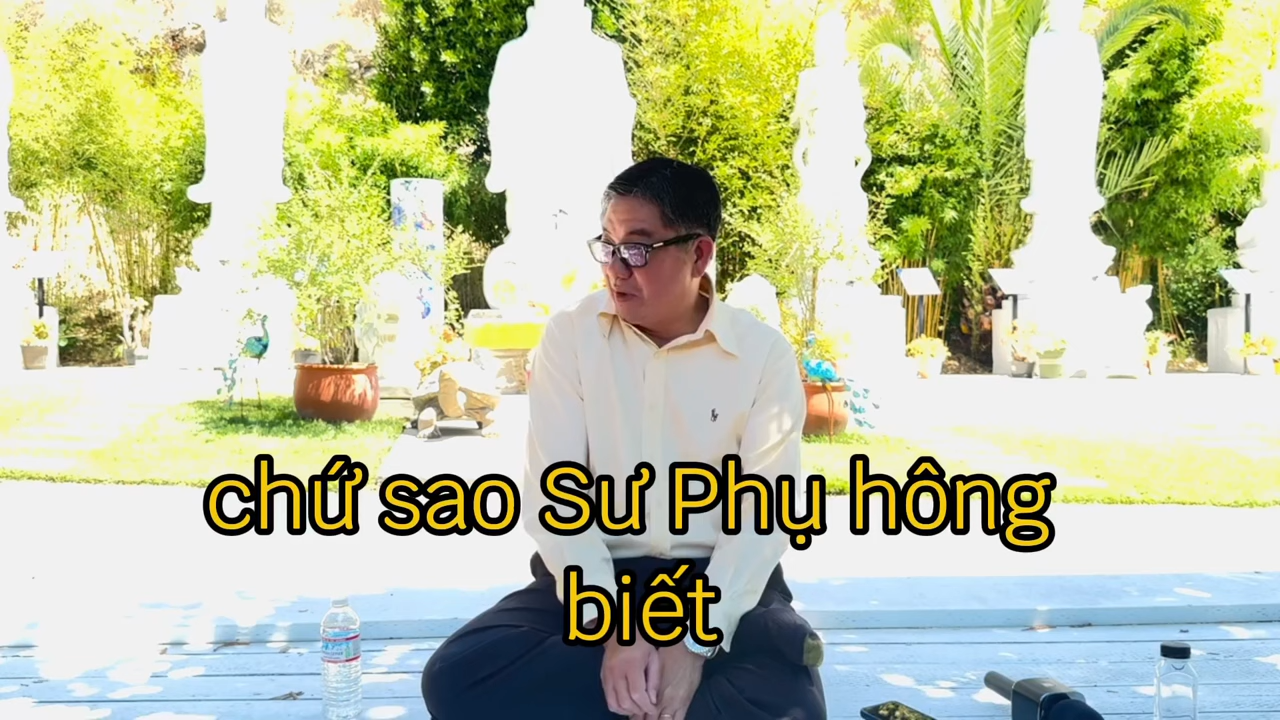 chứ sao Sư Phụ hông
biết